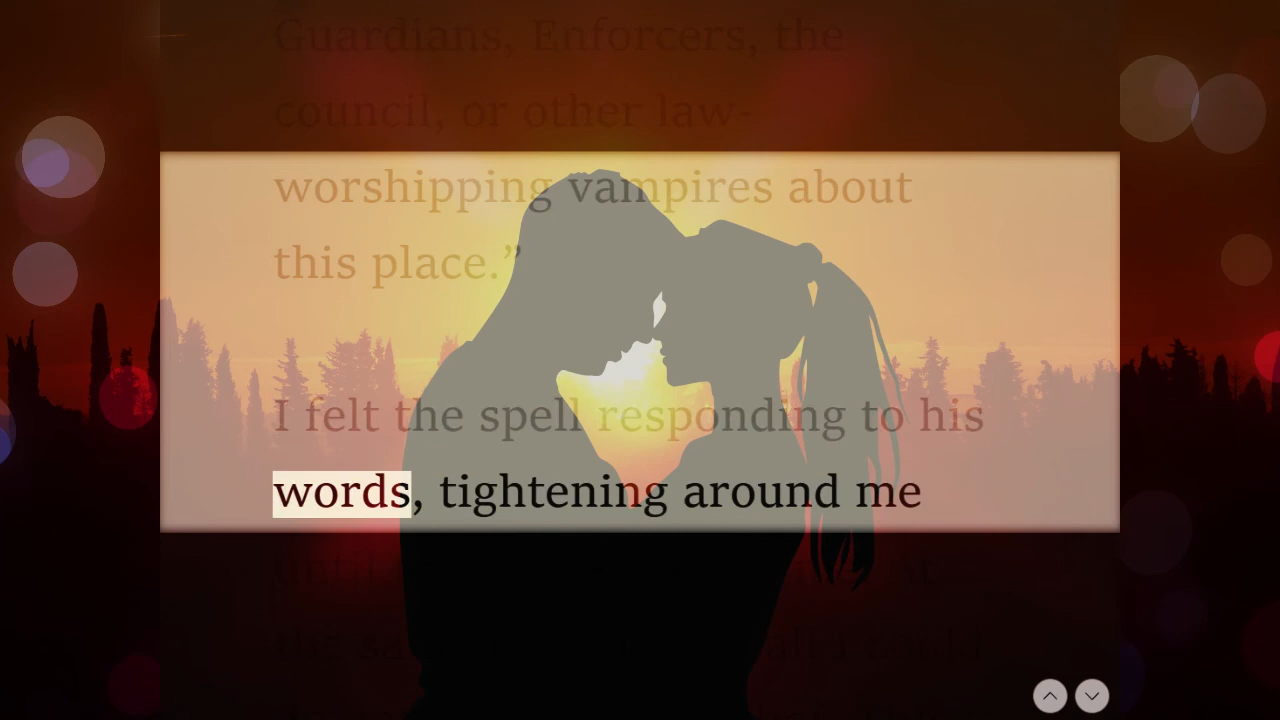 Guardians, Enforcers, the
council, or other law-
worshipping vampires about
this place.”
I felt the spell responding to his
words, tightening around me